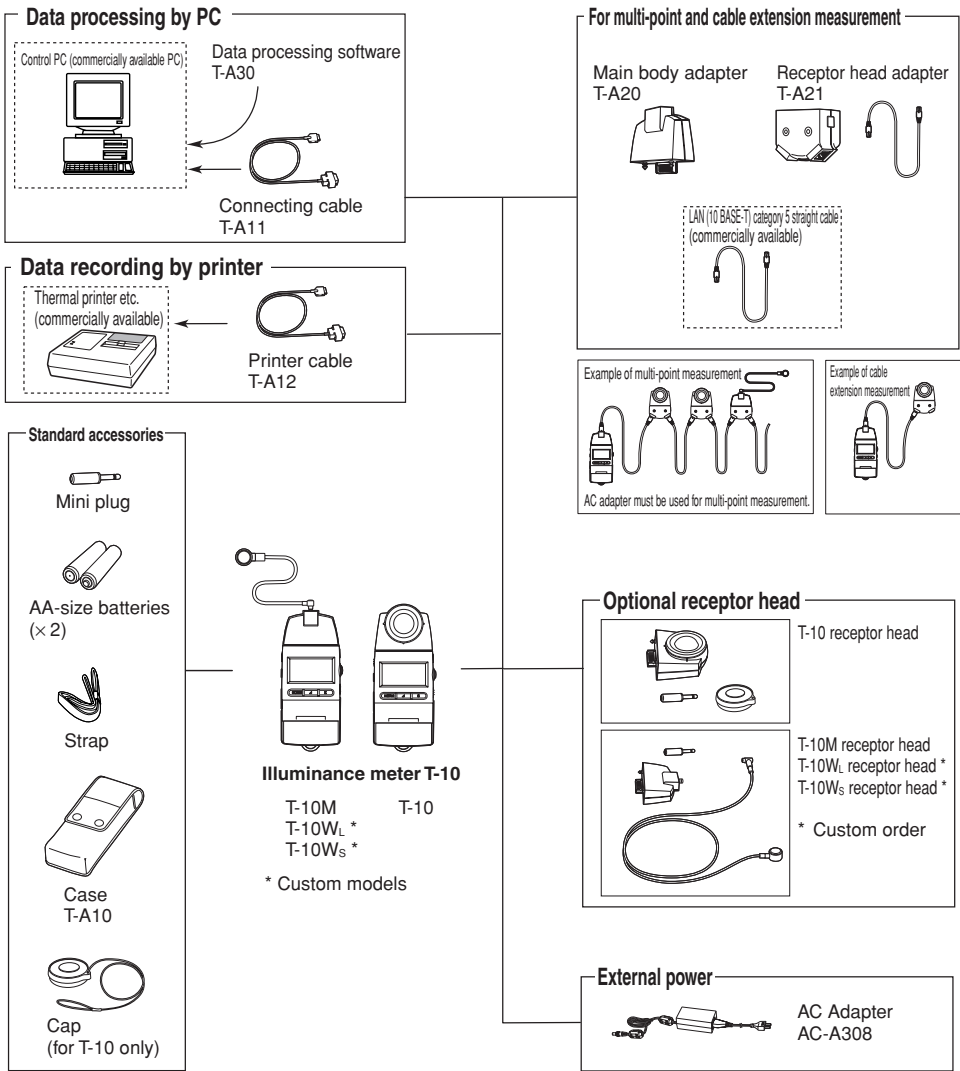 Data processing by PC
Control PC (commercially available PC)
Data processing software
T-A30
Connecting cable
T-A11
Data recording by printer
Thermal printer etc.
(commercially available)
Printer cable
T-A12
Standard accessories
Mini plug
AA-size batteries
(× 2)
Strap
Case
T-A10
Cap
(for T-10 only)
Illuminance meter T-10
T-10M T-10
T-10WL *
T-10WS *
* Custom models
For multi-point and cable extension measurement
Main body adapter
T-A20
Receptor head adapter
T-A21
LAN (10 BASE-T) category 5 straight cable
(commercially available)
Example of multi-point measurement
AC adapter must be used for multi-point measurement.
Example of cable
extension measurement
Optional receptor head
T-10 receptor head
T-10M receptor head
T-10WL receptor head *
T-10WS receptor head *
* Custom order
External power
AC Adapter
AC-A308